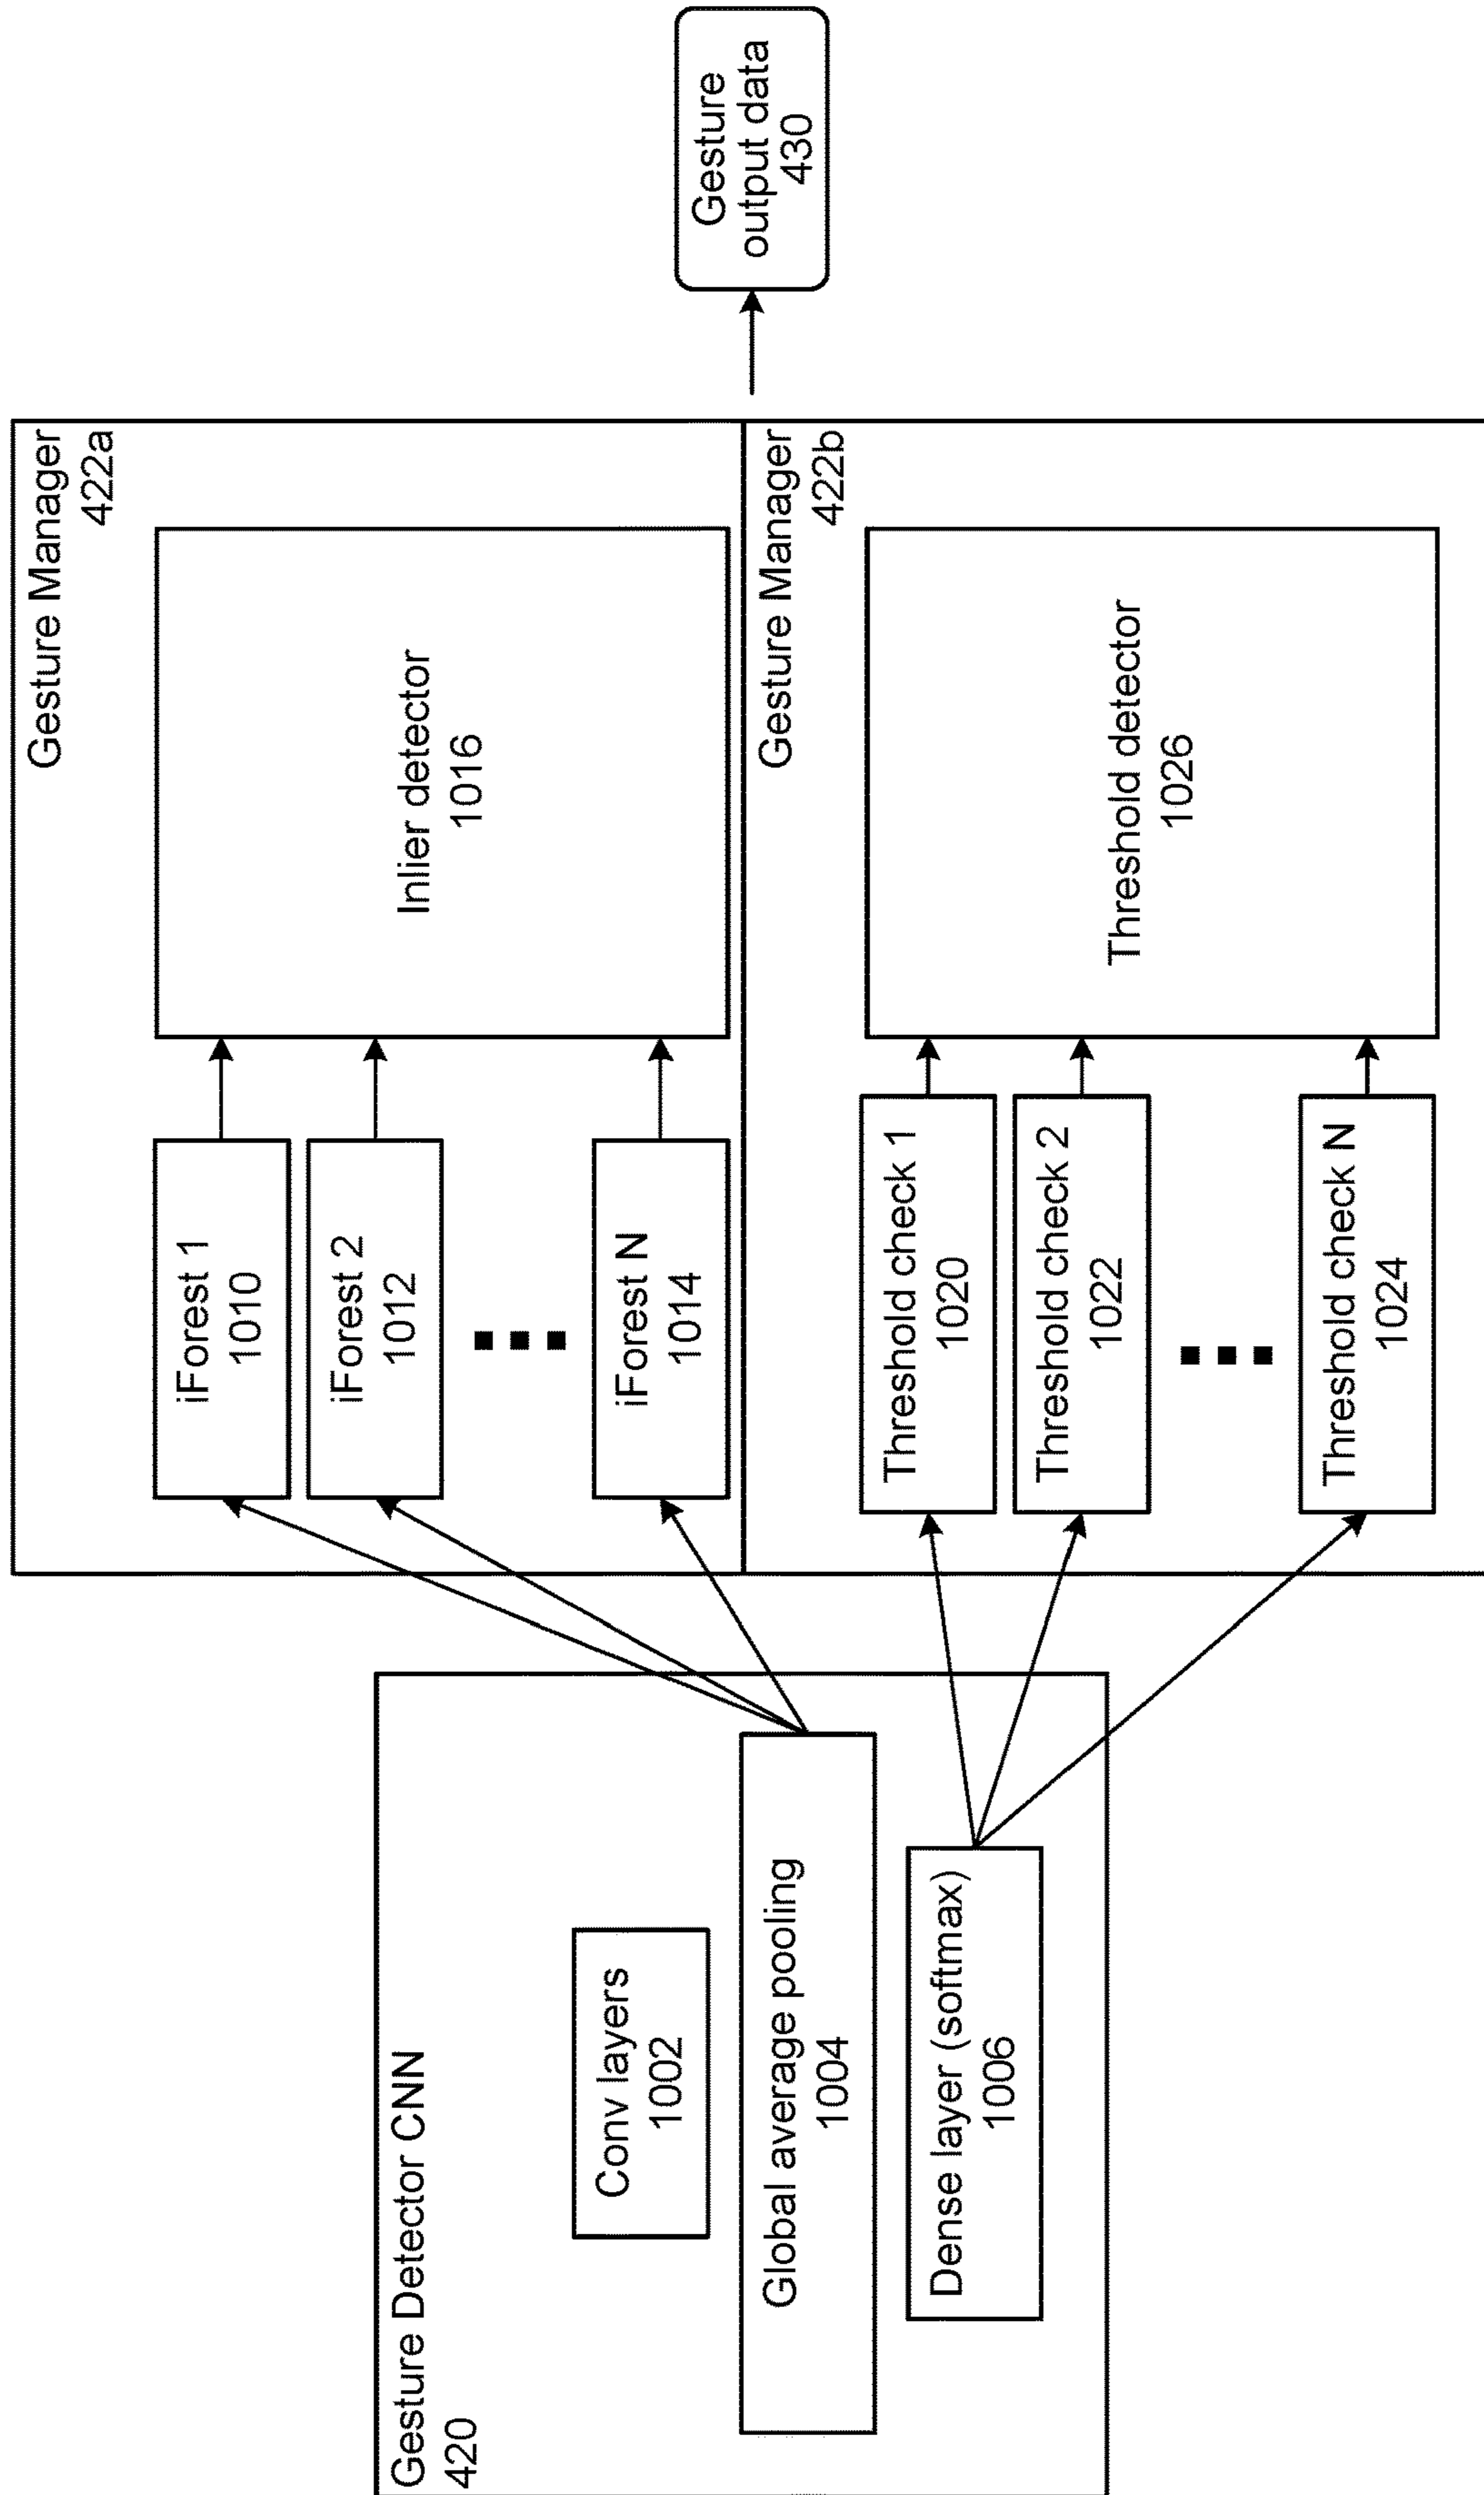 Gesture Detector CNN
420
Conv layers
1002
Global average pooling
1004
Dense layer (softmax)
1006
Gesture Manager
422a
iForest 1
1010
iForest 2
1012
iForest N
1014
Inlier detector
1016
Gesture Manager
422b
Threshold check 1
1020
Threshold check 2
1022
Threshold check N
1024
Threshold detector
1026
Gesture
output data
430